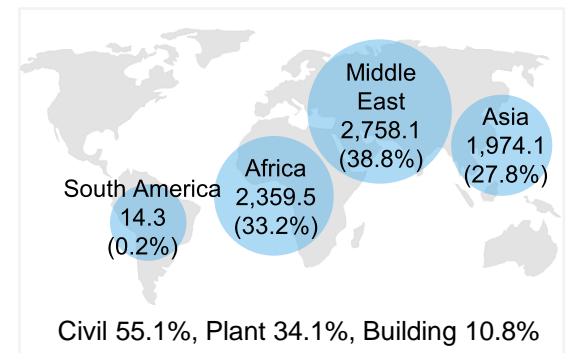 Middle
East
2,758.1
(38.8%)
Asia
1,974.1
(27.8%)
Africa
2,359.5
(33.2%)
South America
14.3
(0.2%)
Civil 55.1%, Plant 34.1%, Building 10.8%